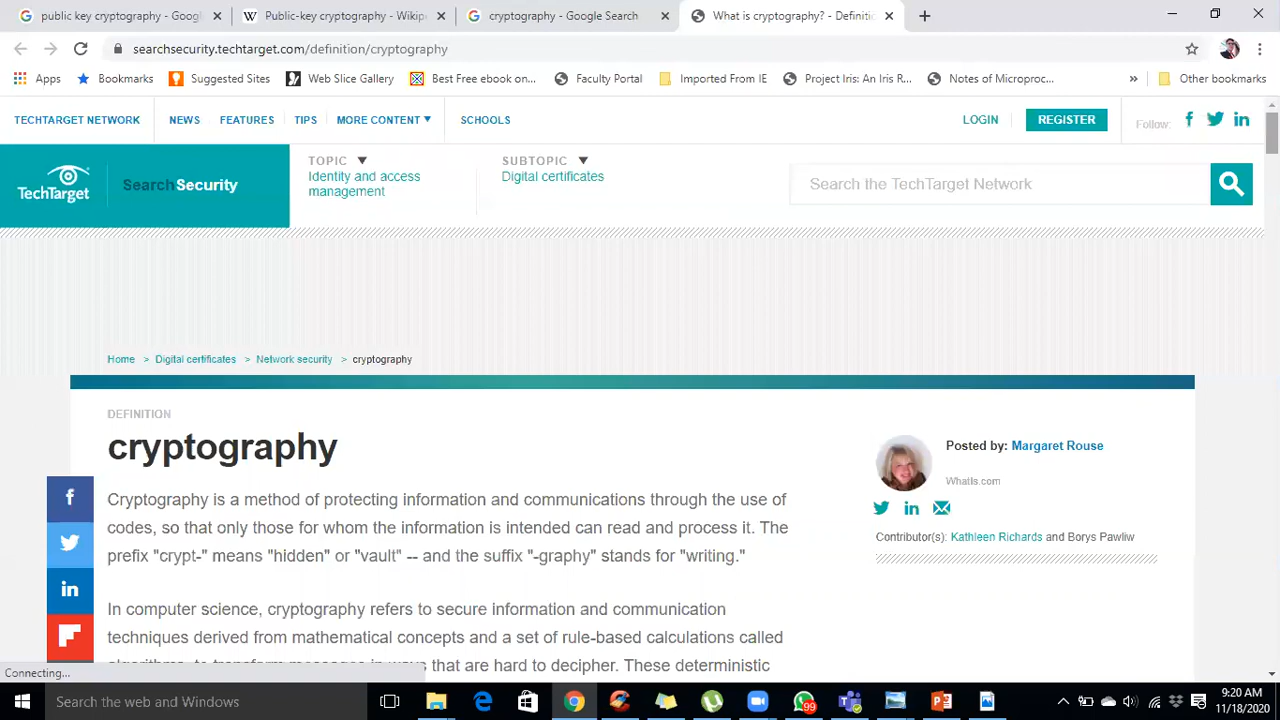 public key cryptography - Goog
Public-key cryptography - Wikip
cryptography - Google Search
What is cryptography? - Definiti
searchsecurity.techtarget.com/definition/cryptography
Apps
Bookmarks
Suggested Sites
Web Slice Gallery
Best Free ebook on...
Faculty Portal
Imported From IE
Project Iris: An Iris R...
Notes of Microproc...
»
Other bookmarks
TECHTARGET NETWORK
NEWS
FEATURES
TIPS
MORE CONTENT
SCHOOLS
LOGIN
REGISTER
Follow:
TechTarget
SearchSecurity
TOPIC
Identity and access
management
SUBTOPIC
Digital certificates
Search the TechTarget Network
Home > Digital certificates > Network security > cryptography
DEFINITION
cryptography
Cryptography is a method of protecting information and communications through the use of
codes, so that only those for whom the information is intended can read and process it. The
prefix "crypt-" means "hidden" or "vault" -- and the suffix "-graphy" stands for "writing."
In computer science, cryptography refers to secure information and communication
techniques derived from mathematical concepts and a set of rule-based calculations called
algorithms, to transform messages in ways that are hard to decipher. These deterministic
Posted by: Margaret Rouse
WhatIs.com
Contributor(s): Kathleen Richards and Borys Pawliw
Connecting...
Search the web and Windows
99
9:20 AM
11/18/2020